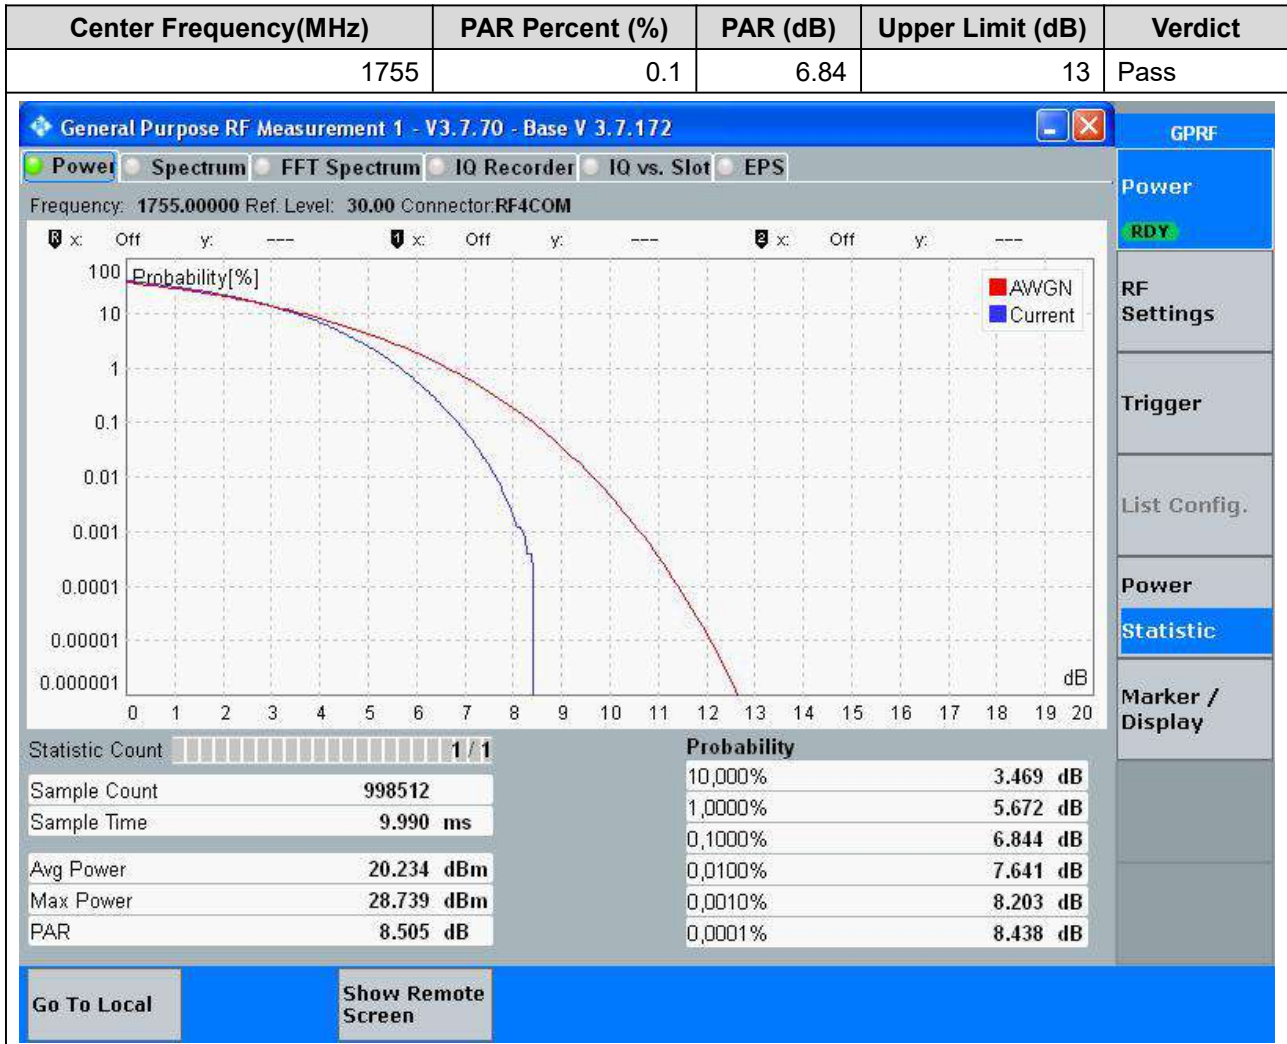 Center Frequency(MHz) PAR Percent (%) PAR (dB) Upper Limit (dB) Verdict
1755 0.1 6.84 13 Pass
General Purpose RF Measurement 1 - V3.7.70 - Base V 3.7.172
GPRF
Power Spectrum FFT Spectrum IQ Recorder IQ vs. Slot EPS
Power
RDY
Frequency: 1755.00000 Ref. Level: 30.00 Connector:RF4COM
R x: Off y: --- 1 x: Off y: --- 2 x: Off y: ---
Probability[%]
AWGN
Current
100
10
1
0.1
0.01
0.001
0.0001
0.00001
0.000001
dB
0 1 2 3 4 5 6 7 8 9 10 11 12 13 14 15 16 17 18 19 20
RF
Settings
Trigger
List Config.
Power
Statistic
Marker /
Display
Statistic Count 1 / 1
Sample Count 998512
Sample Time 9.990 ms
Avg Power 20.234 dBm
Max Power 28.739 dBm
PAR 8.505 dB
Probability
10,000% 3.469 dB
1,0000% 5.672 dB
0,1000% 6.844 dB
0,0100% 7.641 dB
0,0010% 8.203 dB
0,0001% 8.438 dB
Go To Local
Show Remote
Screen